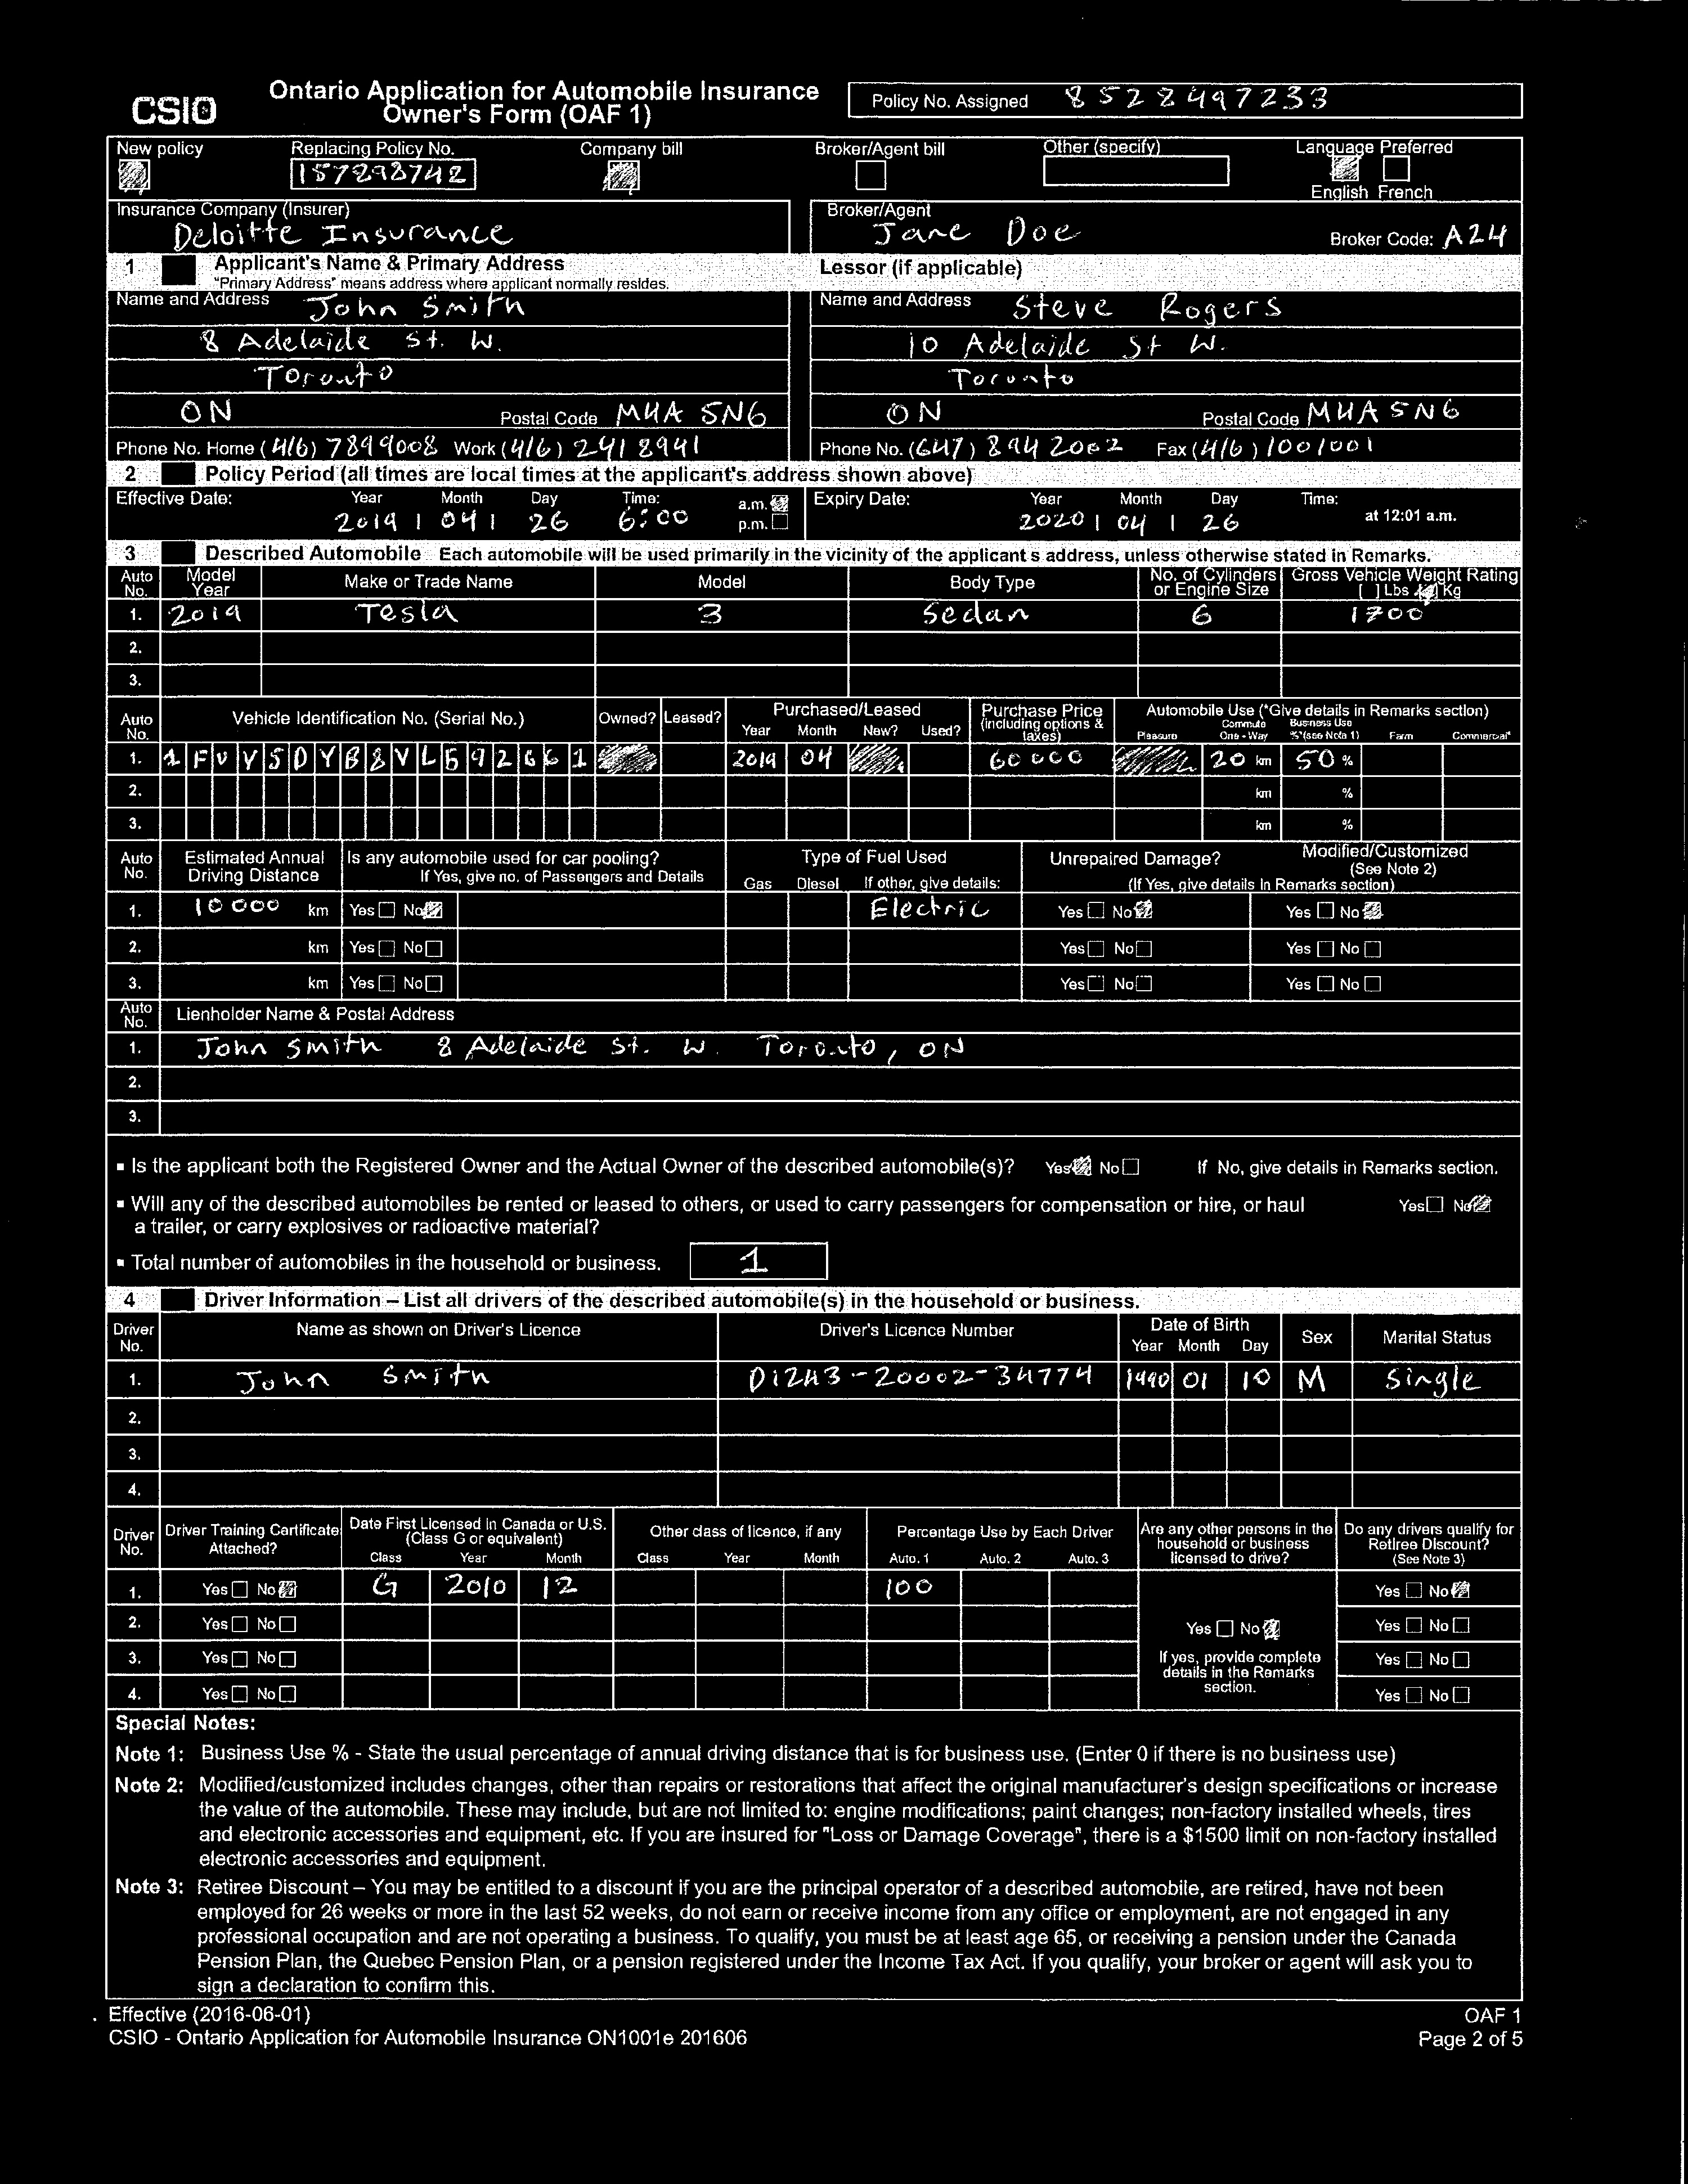 CSIO
Ontario Application for Automobile Insurance
Owner's Form (OAF 1)
Policy No. Assigned 8528497233
New policy Replacing Policy No. Company bill Broker/Agent bill Other (specify) Language Preferred
157298742
English French
Insurance Company (Insurer) Broker/Agent
Deloitte Insurance Jane Doe Broker Code: A24
1 Applicant's Name & Primary Address Lessor (if applicable)
"Primary Address" means address where applicant normally resides.
Name and Address John Smith Name and Address Steve Rogers
8 Adelaide St. W. 10 Adelaide St W.
Toronto Toronto
ON Postal Code M4A 5N6 ON Postal Code M4A 5N6
Phone No. Home (416) 7899008 Work (416) 2418941 Phone No. (647) 8942002 Fax (416) 1001001
2 Policy Period (all times are local times at the applicant's address shown above)
Effective Date: Year Month Day Time: a.m. Expiry Date: Year Month Day Time:
2019 04 26 6:00 p.m. 2020 04 26 at 12:01 a.m.
3 Described Automobile Each automobile will be used primarily in the vicinity of the applicant s address, unless otherwise stated in Remarks.
Auto No. Model Year Make or Trade Name Model Body Type No. of Cylinders or Engine Size Gross Vehicle Weight Rating [ ] Lbs [ ] Kg
1. 2019 Tesla 3 Sedan 6 1700
2.
3.
Auto No. Vehicle Identification No. (Serial No.) Owned? Leased? Purchased/Leased Year Month New? Used? Purchase Price (including options & taxes) Automobile Use (*Give details in Remarks section) Pleasure Commute One - Way Business Use %*(see Note 1) Farm Commercial*
1. 1FUVSDYB8VL592661 2019 04 60000 20 km 50 %
2. km %
3. km %
Auto No. Estimated Annual Driving Distance Is any automobile used for car pooling? If Yes, give no. of Passengers and Details Type of Fuel Used Gas Diesel If other, give details: Unrepaired Damage? Modified/Customized (See Note 2) (If Yes, give details In Remarks section)
1. 10000 km Yes No Electric Yes No Yes No
2. km Yes No Yes No Yes No
3. km Yes No Yes No Yes No
Auto No. Lienholder Name & Postal Address
1. John Smith 8 Adelaide St. W. Toronto, ON
2.
3.
▪ Is the applicant both the Registered Owner and the Actual Owner of the described automobile(s)? Yes No If No, give details in Remarks section.
▪ Will any of the described automobiles be rented or leased to others, or used to carry passengers for compensation or hire, or haul Yes No
a trailer, or carry explosives or radioactive material?
▪ Total number of automobiles in the household or business. 1
4 Driver Information – List all drivers of the described automobile(s) in the household or business.
Driver No. Name as shown on Driver's Licence Driver's Licence Number Date of Birth Year Month Day Sex Marital Status
1. John Smith D1243-20002-34774 1990 01 10 M Single
2.
3.
4.
Driver No. Driver Training Certificate Attached? Date First Licensed In Canada or U.S. (Class G or equivalent) Class Year Month Other class of licence, if any Class Year Month Percentage Use by Each Driver Auto. 1 Auto. 2 Auto. 3 Are any other persons in the household or business licensed to drive? Do any drivers qualify for Retiree Discount? (See Note 3)
1. Yes No G 2010 12 100 Yes No
2. Yes No Yes No Yes No
3. Yes No If yes, provide complete details in the Remarks section. Yes No
4. Yes No Yes No
Special Notes:
Note 1: Business Use % - State the usual percentage of annual driving distance that is for business use. (Enter 0 if there is no business use)
Note 2: Modified/customized includes changes, other than repairs or restorations that affect the original manufacturer's design specifications or increase
the value of the automobile. These may include, but are not limited to: engine modifications; paint changes; non-factory installed wheels, tires
and electronic accessories and equipment, etc. If you are insured for "Loss or Damage Coverage", there is a $1500 limit on non-factory installed
electronic accessories and equipment.
Note 3: Retiree Discount – You may be entitled to a discount if you are the principal operator of a described automobile, are retired, have not been
employed for 26 weeks or more in the last 52 weeks, do not earn or receive income from any office or employment, are not engaged in any
professional occupation and are not operating a business. To qualify, you must be at least age 65, or receiving a pension under the Canada
Pension Plan, the Quebec Pension Plan, or a pension registered under the Income Tax Act. If you qualify, your broker or agent will ask you to
sign a declaration to confirm this.
Effective (2016-06-01) OAF 1
CSIO - Ontario Application for Automobile Insurance ON1001e 201606 Page 2 of 5